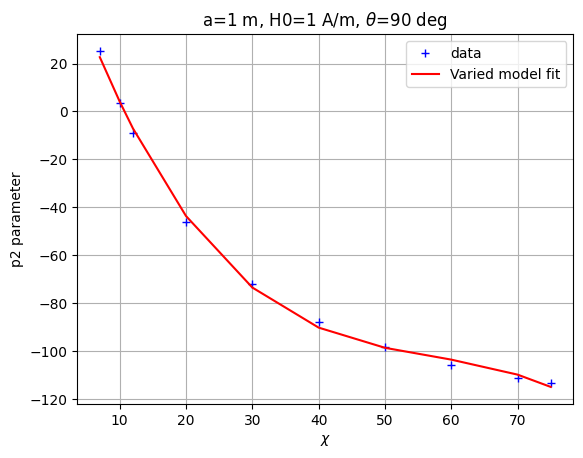 a=1 m, H0=1 A/m, θ=90 deg
data
Varied model fit
20
0
−20
−40
−60
−80
−100
−120
p2 parameter
10 20 30 40 50 60 70
χ